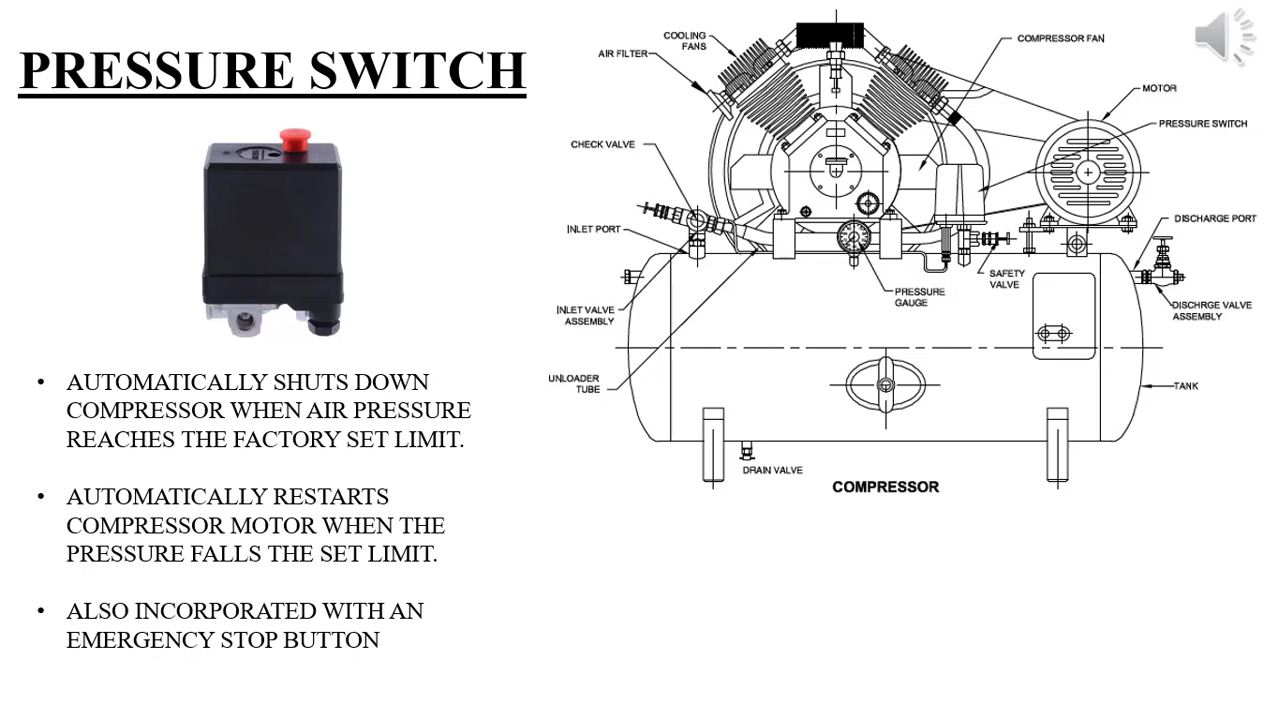 PRESSURE SWITCH
• AUTOMATICALLY SHUTS DOWN
COMPRESSOR WHEN AIR PRESSURE
REACHES THE FACTORY SET LIMIT.
• AUTOMATICALLY RESTARTS
COMPRESSOR MOTOR WHEN THE
PRESSURE FALLS THE SET LIMIT.
• ALSO INCORPORATED WITH AN
EMERGENCY STOP BUTTON
COOLING
FANS
AIR FILTER
CHECK VALVE
INLET PORT
INLET VALVE
ASSEMBLY
UNLOADER
TUBE
DRAIN VALVE
COMPRESSOR FAN
MOTOR
PRESSURE SWITCH
DISCHARGE PORT
SAFETY
VALVE
PRESSURE
GAUGE
DISCHRGE VALVE
ASSEMBLY
TANK
COMPRESSOR